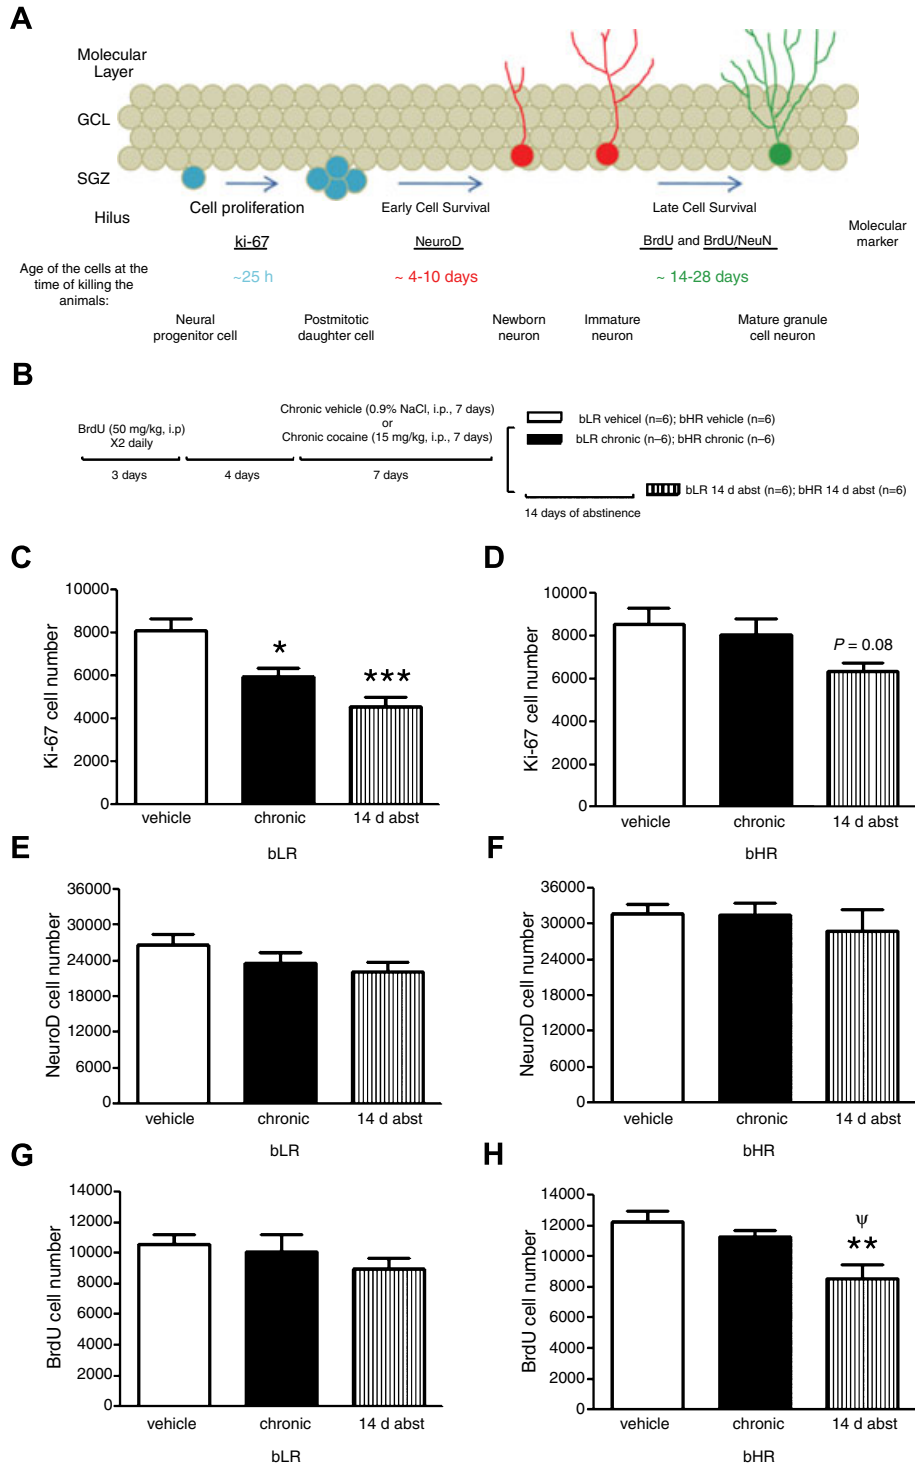 A
Molecular
Layer
GCL
SGZ
Hilus
Cell proliferation
Early Cell Survival
Late Cell Survival
Molecular
marker
ki-67
NeuroD
BrdU and BrdU/NeuN
Age of the cells at the
time of killing the
animals:
~25 h
~ 4-10 days
~ 14-28 days
Neural
progenitor cell
Postmitotic
daughter cell
Newborn
neuron
Immature
neuron
Mature granule
cell neuron
B
BrdU (50 mg/kg, i.p)
X2 daily
Chronic vehicle (0.9% NaCl, i.p., 7 days)
or
Chronic cocaine (15 mg/kg, i.p., 7 days)
3 days
4 days
7 days
bLR vehicel (n=6); bHR vehicle (n=6)
bLR chronic (n–6); bHR chronic (n–6)
14 days of abstinence
bLR 14 d abst (n=6); bHR 14 d abst (n=6)
C
Ki-67 cell number
10000
8000
6000
4000
2000
0
*
***
vehicle chronic 14 d abst
bLR
D
Ki-67 cell number
10000
8000
6000
4000
2000
0
P = 0.08
vehicle chronic 14 d abst
bHR
E
NeuroD cell number
36000
30000
24000
18000
12000
6000
0
vehicle chronic 14 d abst
bLR
F
NeuroD cell number
36000
30000
24000
18000
12000
6000
0
vehicle chronic 14 d abst
bHR
G
BrdU cell number
14000
12000
10000
8000
6000
4000
2000
0
vehicle chronic 14 d abst
bLR
H
BrdU cell number
14000
12000
10000
8000
6000
4000
2000
0
ψ
**
vehicle chronic 14 d abst
bHR